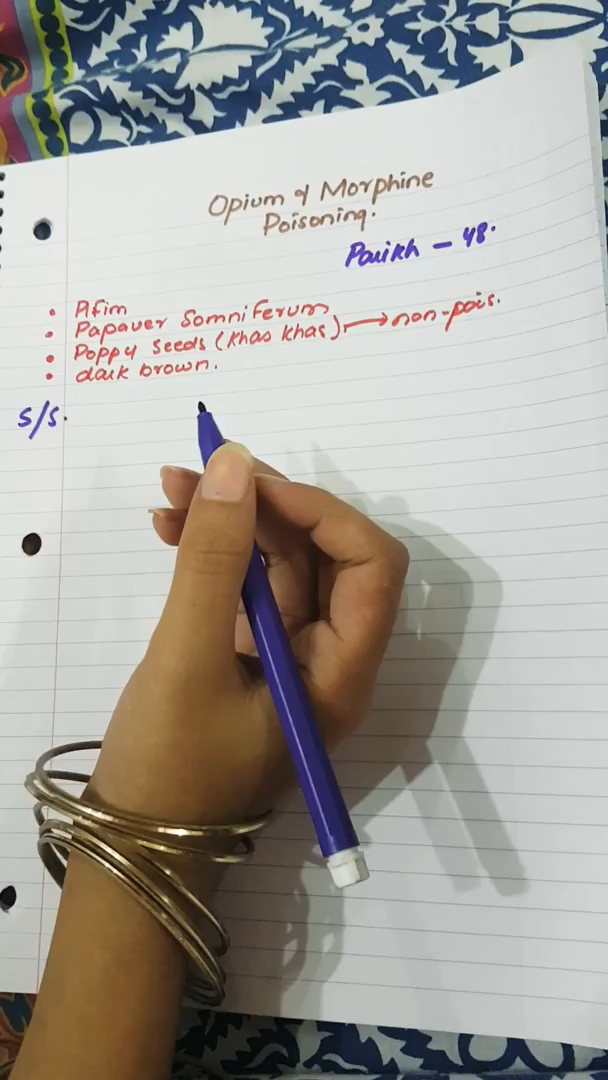 Opium & Morphine
Poisoning.
Parikh - 48.
• Afim
• Papaver Somniferum
• Poppy seeds (khas khas) → non-pois.
• dark brown.
S/S.